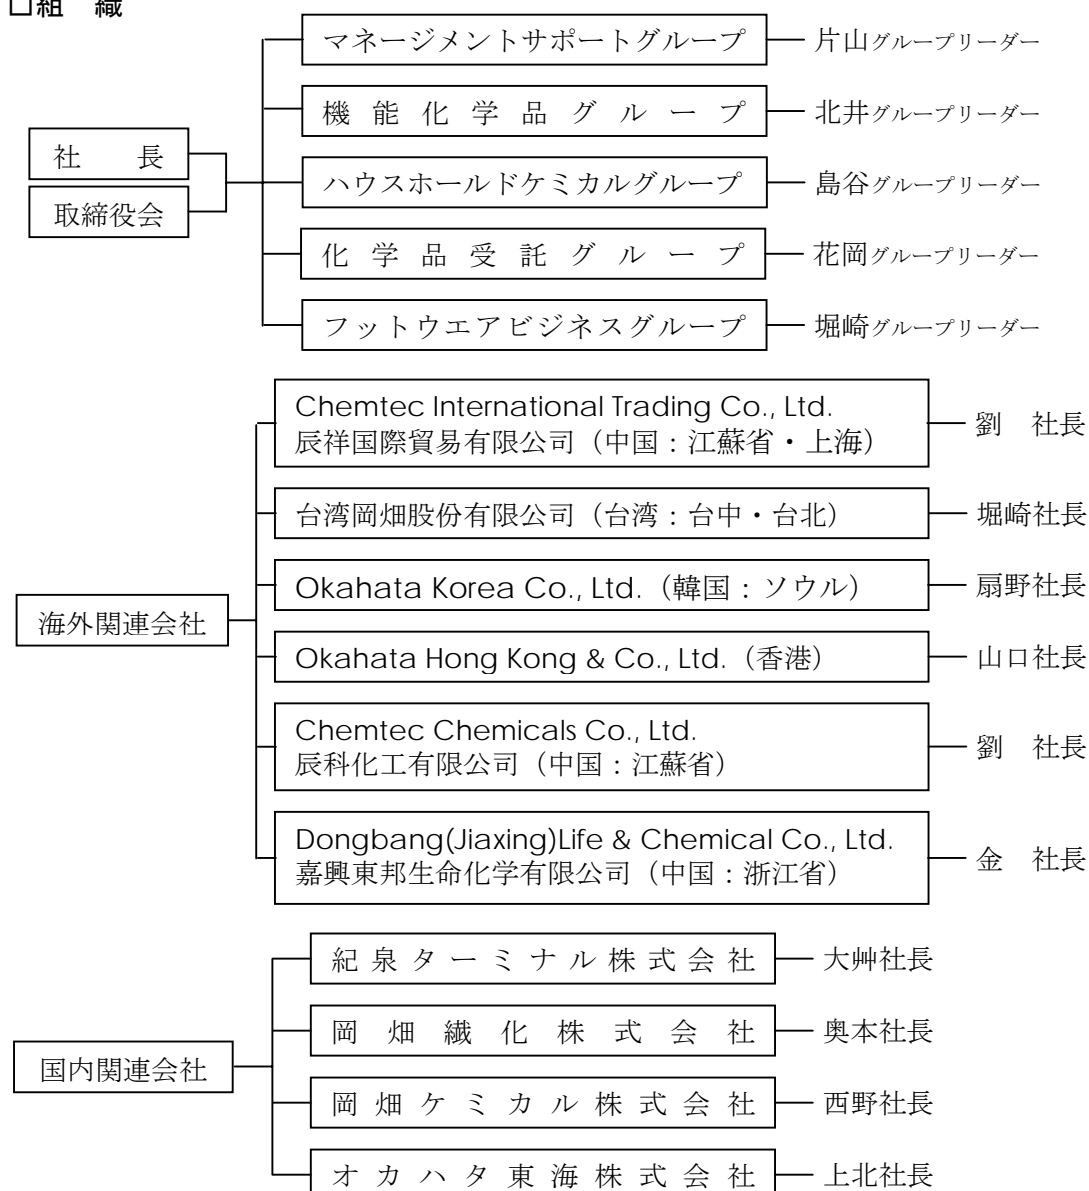 □組　織
社　長
取締役会
マネージメントサポートグループ
片山グループリーダー
機能化学品グループ
北井グループリーダー
ハウスホールドケミカルグループ
島谷グループリーダー
化学品受託グループ
花岡グループリーダー
フットウエアビジネスグループ
堀崎グループリーダー
海外関連会社
Chemtec International Trading Co., Ltd.
辰祥国際貿易有限公司（中国：江蘇省・上海）
劉　社長
台湾岡畑股份有限公司（台湾：台中・台北）
堀崎社長
Okahata Korea Co., Ltd.（韓国：ソウル）
扇野社長
Okahata Hong Kong & Co., Ltd.（香港）
山口社長
Chemtec Chemicals Co., Ltd.
辰科化工有限公司（中国：江蘇省）
劉　社長
Dongbang(Jiaxing)Life & Chemical Co., Ltd.
嘉興東邦生命化学有限公司（中国：浙江省）
金　社長
国内関連会社
紀泉ターミナル株式会社
大艸社長
岡畑繊化株式会社
奥本社長
岡畑ケミカル株式会社
西野社長
オカハタ東海株式会社
上北社長